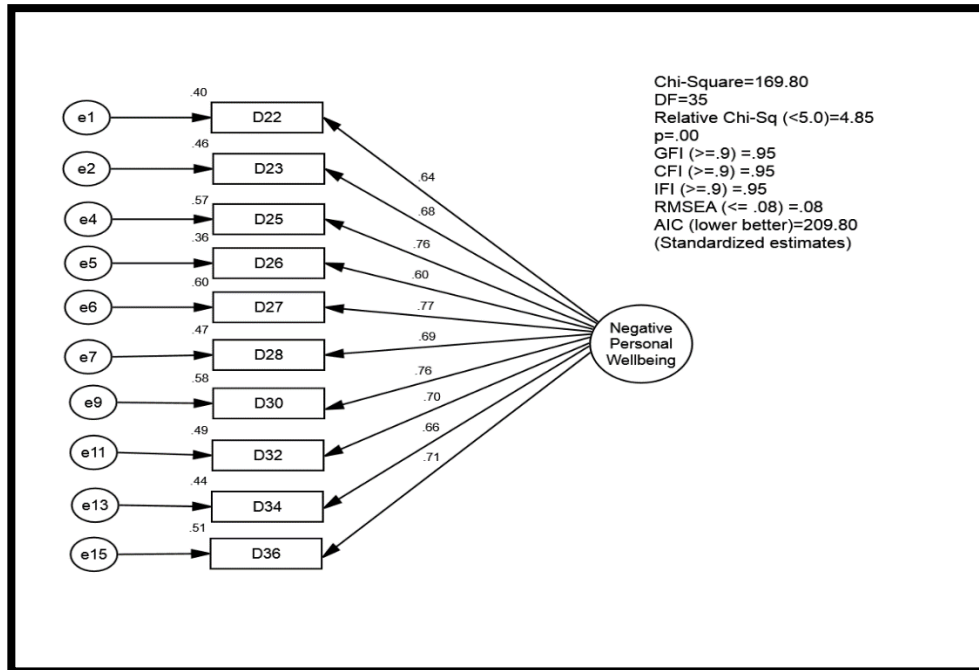 .40
e1
D22
.46
e2
D23
.57
e4
D25
.36
e5
D26
.60
e6
D27
.47
e7
D28
.58
e9
D30
.49
e11
D32
.44
e13
D34
.51
e15
D36
.64
.68
.76
.60
.77
.69
.76
.70
.66
.71
Negative
Personal
Wellbeing
Chi-Square=169.80
DF=35
Relative Chi-Sq (<5.0)=4.85
p=.00
GFI (>=.9) =.95
CFI (>=.9) =.95
IFI (>=.9) =.95
RMSEA (<= .08) =.08
AIC (lower better)=209.80
(Standardized estimates)